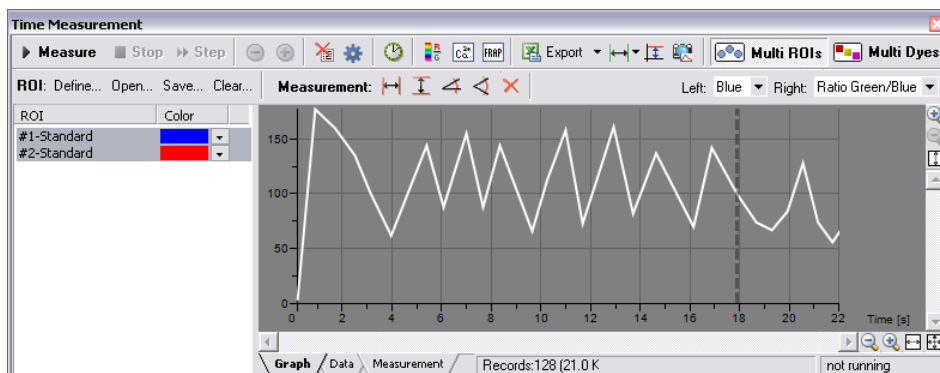 Time Measurement
Measure Stop Step Ca2+ FRAP Export Multi ROIs Multi Dyes
ROI: Define... Open... Save... Clear... Measurement: Left: Blue Right: Ratio Green/Blue
ROI Color
#1-Standard
#2-Standard
150
100
50
0
0 2 4 6 8 10 12 14 16 18 20 22 Time [s]
Graph Data Measurement Records:128 (21.0 K not running